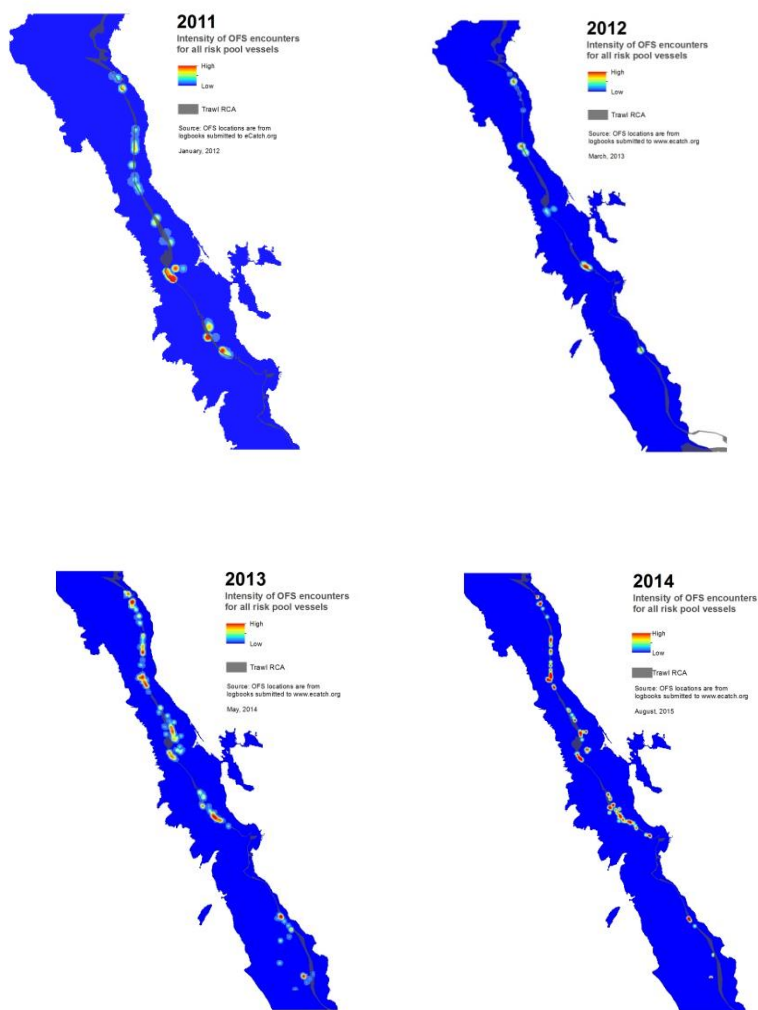 2011
Intensity of OFS encounters
for all risk pool vessels
High
Low
Trawl RCA
Source: OFS locations are from
logbooks submitted to eCatch.org
January, 2012
2012
Intensity of OFS encounters
for all risk pool vessels
High
Low
Trawl RCA
Source: OFS locations are from
logbooks submitted to www.ecatch.org
March, 2013
2013
Intensity of OFS encounters
for all risk pool vessels
High
Low
Trawl RCA
Source: OFS locations are from
logbooks submitted to www.ecatch.org
May, 2014
2014
Intensity of OFS encounters
for all risk pool vessels
High
Low
Trawl RCA
Source: OFS locations are from
logbooks submitted to www.ecatch.org
August, 2015